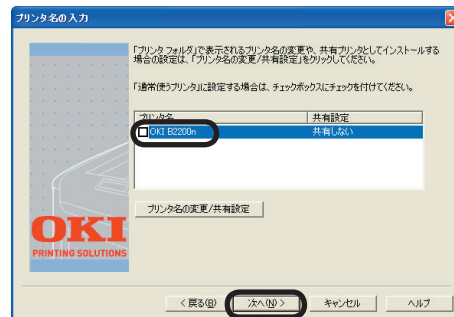 プリンタ名の入力
「プリンタ フォルダ」で表示されるプリンタ名の変更や、共有プリンタとしてインストールする
場合の設定は、「プリンタ名の変更/共有設定」をクリックしてください。
「通常使うプリンタ」に設定する場合は、チェックボックスにチェックを付けてください。
プリンタ名 共有設定
OKI B2200n 共有しない
プリンタ名の変更/共有設定
OKI
PRINTING SOLUTIONS
< 戻る(B) 次へ(N) > キャンセル ヘルプ